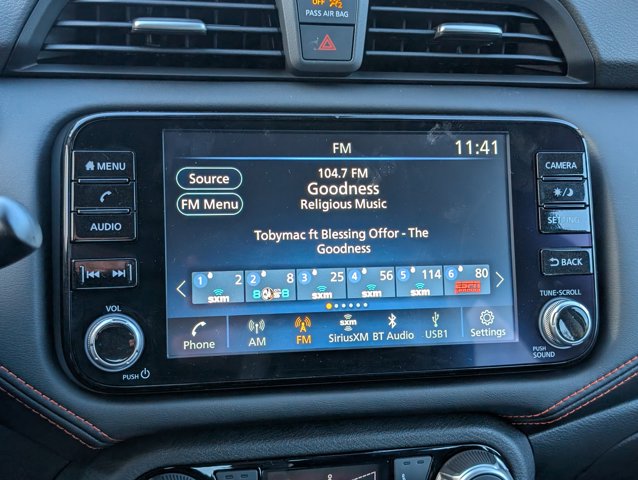 OFF
PASS AIR BAG
MENU
AUDIO
VOL
PUSH
FM
11:41
Source
FM Menu
104.7 FM
Goodness
Religious Music
Tobymac ft Blessing Offor - The
Goodness
1 2 sxm
2 8
3 25 sxm
4 56 sxm
5 114 sxm
6 80
Phone
AM
FM
sxm
SiriusXM
BT Audio
USB1
Settings
CAMERA
SETTING
BACK
TUNE·SCROLL
PUSH
SOUND